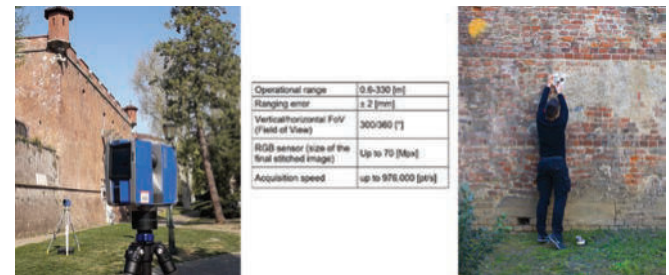 Operational range 0.6-330 [m]
Ranging error ± 2 [mm]
Vertical/horizontal FoV 300/360 [°]
(Field of View)
RGB sensor (size of the Up to 70 [Mpx]
final stitched image)
Acquisition speed up to 976.000 [pt/s]